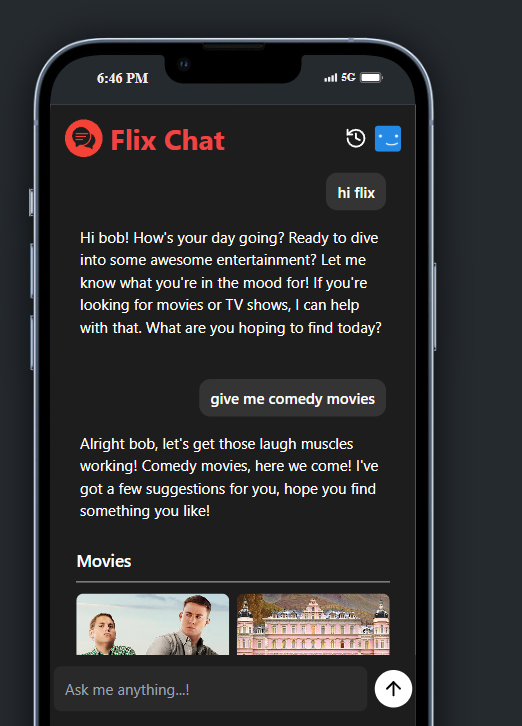 6:46 PM
5G
Flix Chat
hi flix
Hi bob! How's your day going? Ready to dive
into some awesome entertainment? Let me
know what you're in the mood for! If you're
looking for movies or TV shows, I can help
with that. What are you hoping to find today?
give me comedy movies
Alright bob, let's get those laugh muscles
working! Comedy movies, here we come! I've
got a few suggestions for you, hope you find
something you like!
Movies
Ask me anything...!